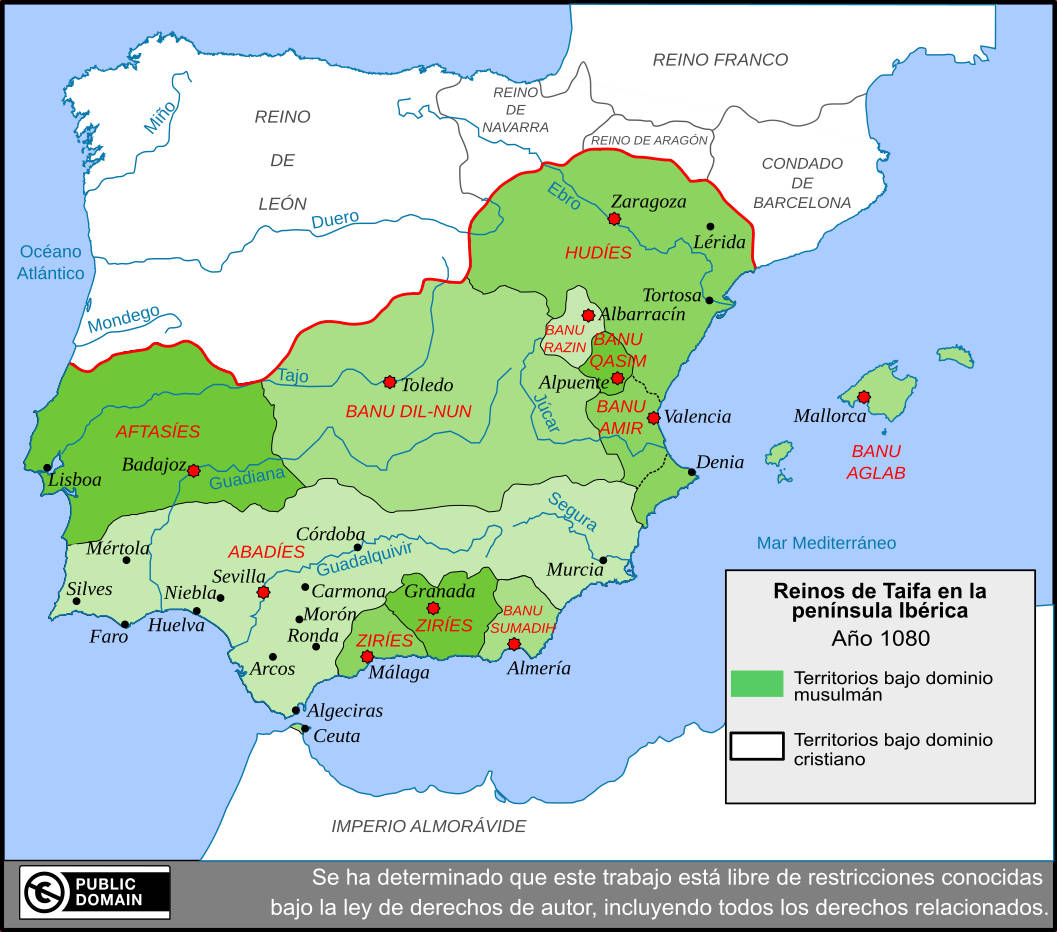 REINO FRANCO
REINO
DE
NAVARRA
REINO DE ARAGÓN
CONDADO
DE
BARCELONA
REINO
DE
LEÓN
Miño
Duero
Ebro
Zaragoza
Lérida
HUDÍES
Océano
Atlántico
Mondego
Tortosa
Albarracín
BANU
RAZIN
BANU
QASIM
Alpuente
Tajo
Toledo
BANU DIL-NUN
Júcar
BANU
AMIR
Valencia
Mallorca
BANU
AGLAB
AFTASÍES
Badajoz
Lisboa
Guadiana
Denia
Segura
Mar Mediterráneo
Córdoba
Guadalquivir
ABADÍES
Mértola
Sevilla
Murcia
Silves
Niebla
Carmona
Granada
ZIRÍES
BANU
SUMADIH
Faro
Huelva
Morón
Ronda
ZIRÍES
Arcos
Málaga
Almería
Algeciras
Ceuta
IMPERIO ALMORÁVIDE
Reinos de Taifa en la
península Ibérica
Año 1080
Territorios bajo dominio
musulmán
Territorios bajo dominio
cristiano
PUBLIC
DOMAIN
Se ha determinado que este trabajo está libre de restricciones conocidas
bajo la ley de derechos de autor, incluyendo todos los derechos relacionados.